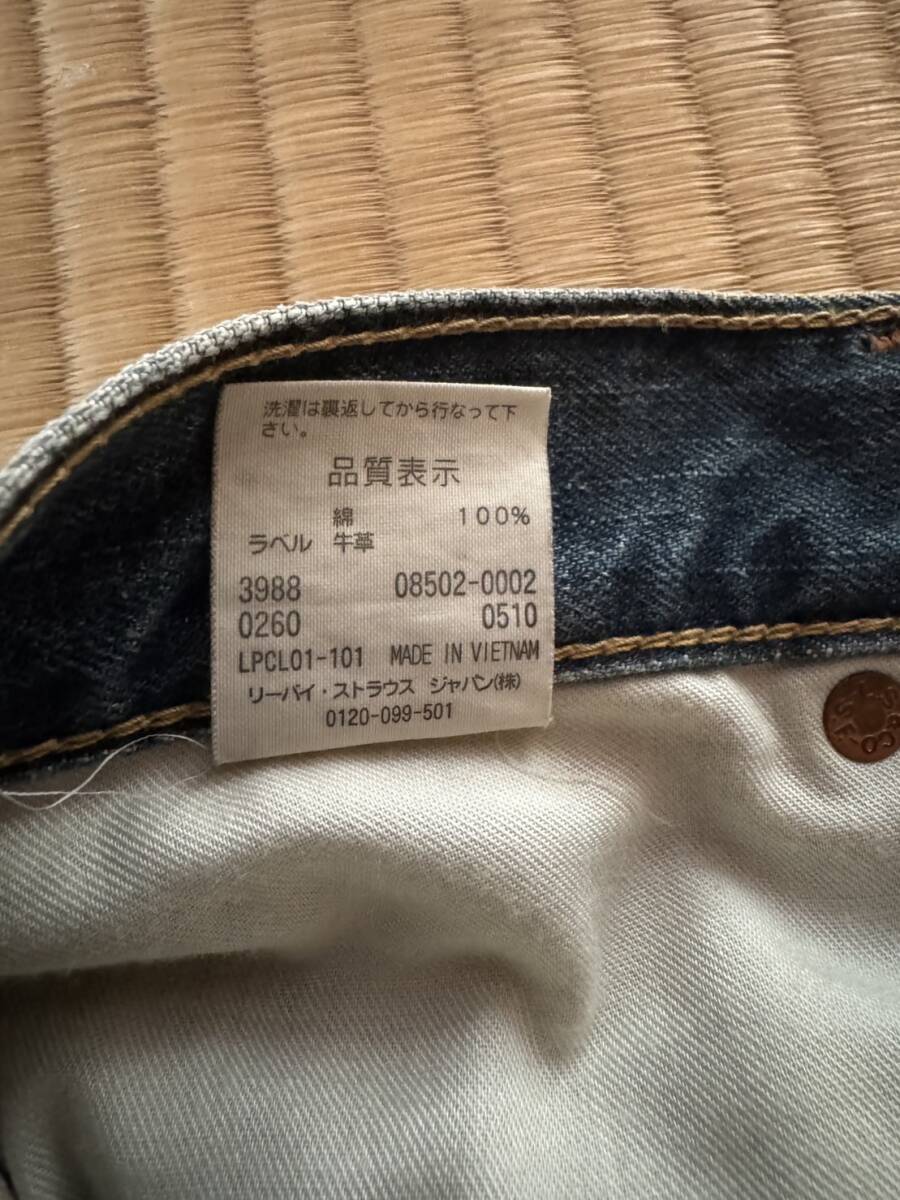 洗濯は裏返してから行なって下
さい。
品質表示
綿 100%
ラベル 牛革
3988 08502-0002
0260 0510
LPCL01-101 MADE IN VIETNAM
リーバイ・ストラウス ジャパン(株)
0120-099-501